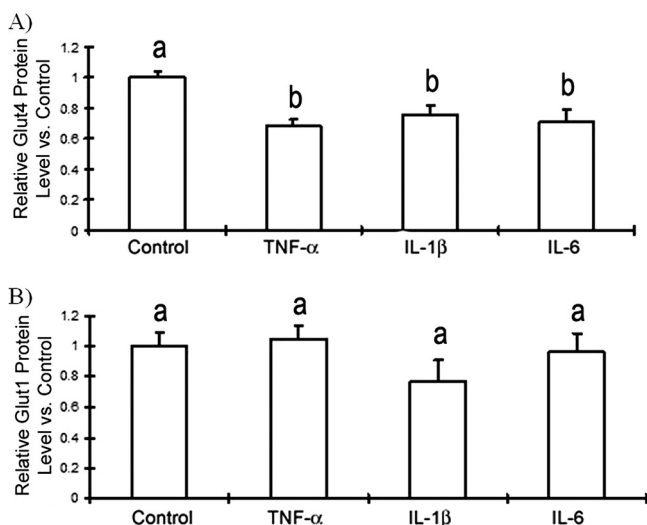 A)
Relative Glut4 Protein
Level vs. Control
1.2
1
0.8
0.6
0.4
0.2
0
a
b
b
b
Control
TNF-α
IL-1β
IL-6
B)
Relative Glut1 Protein
Level vs. Control
1.2
1
0.8
0.6
0.4
0.2
0
a
a
a
a
Control
TNF-α
IL-1β
IL-6